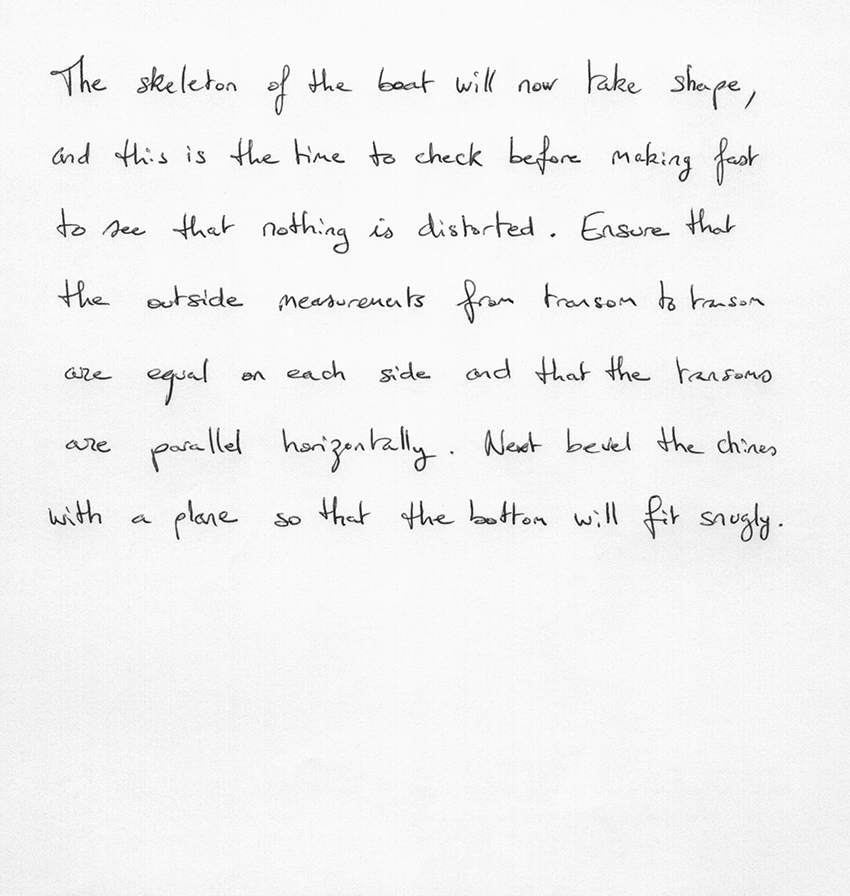 The skeleton of the boat will now take shape,
and this is the time to check before making fast
to see that nothing is distorted. Ensure that
the outside measurements from transom to transom
are equal on each side and that the transoms
are parallel horizontally. Next bevel the chines
with a plane so that the bottom will fit snugly.